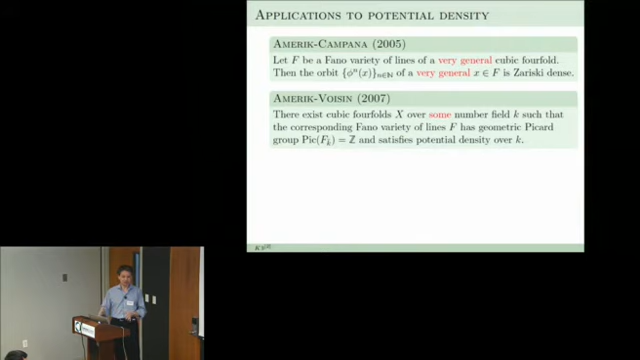 APPLICATIONS TO POTENTIAL DENSITY
AMERIK-CAMPANA (2005)
Let F be a Fano variety of lines of a very general cubic fourfold.
Then the orbit {ϕⁿ(x)}ₙ∈ℕ of a very general x ∈ F is Zariski dense.
AMERIK-VOISIN (2007)
There exist cubic fourfolds X over some number field k such that
the corresponding Fano variety of lines F has geometric Picard
group Pic(F_k̄) = ℤ and satisfies potential density over k.